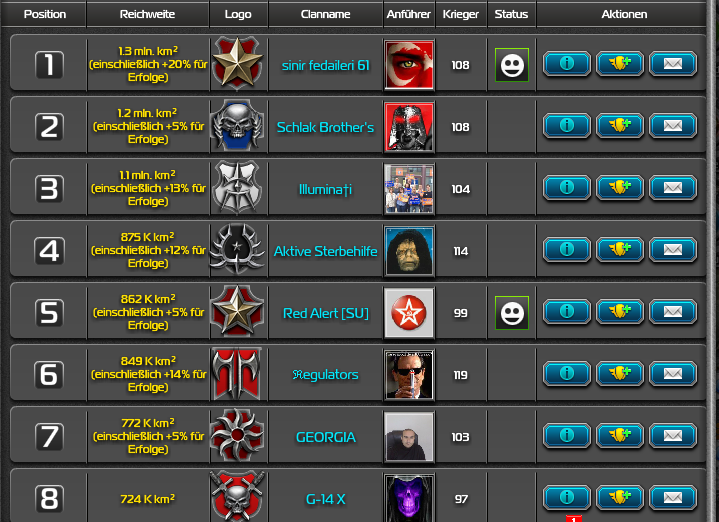 Position Reichweite Logo Clanname Anführer Krieger Status Aktionen
1 1.3 mln. km² (einschließlich +20% für Erfolge) sinir fedaileri 61 108
2 1.2 mln. km² (einschließlich +5% für Erfolge) Schlak Brother's 108
3 1.1 mln. km² (einschließlich +13% für Erfolge) Illumina†i 104
4 875 K km² (einschließlich +12% für Erfolge) Aktive Sterbehilfe 114
5 862 K km² (einschließlich +5% für Erfolge) Red Alert [SU] 99
6 849 K km² (einschließlich +14% für Erfolge) ℜegulators 119
7 772 K km² (einschließlich +5% für Erfolge) GEORGIA 103
8 724 K km² G-14 X 97
1